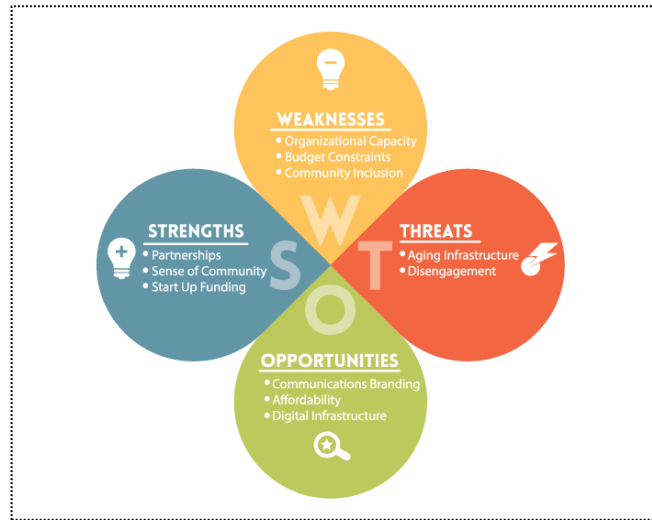 WEAKNESSES
• Organizational Capacity
• Budget Constraints
• Community Inclusion
STRENGTHS
• Partnerships
• Sense of Community
• Start Up Funding
THREATS
• Aging Infrastructure
• Disengagement
W
S
T
O
OPPORTUNITIES
• Communications Branding
• Affordability
• Digital Infrastructure